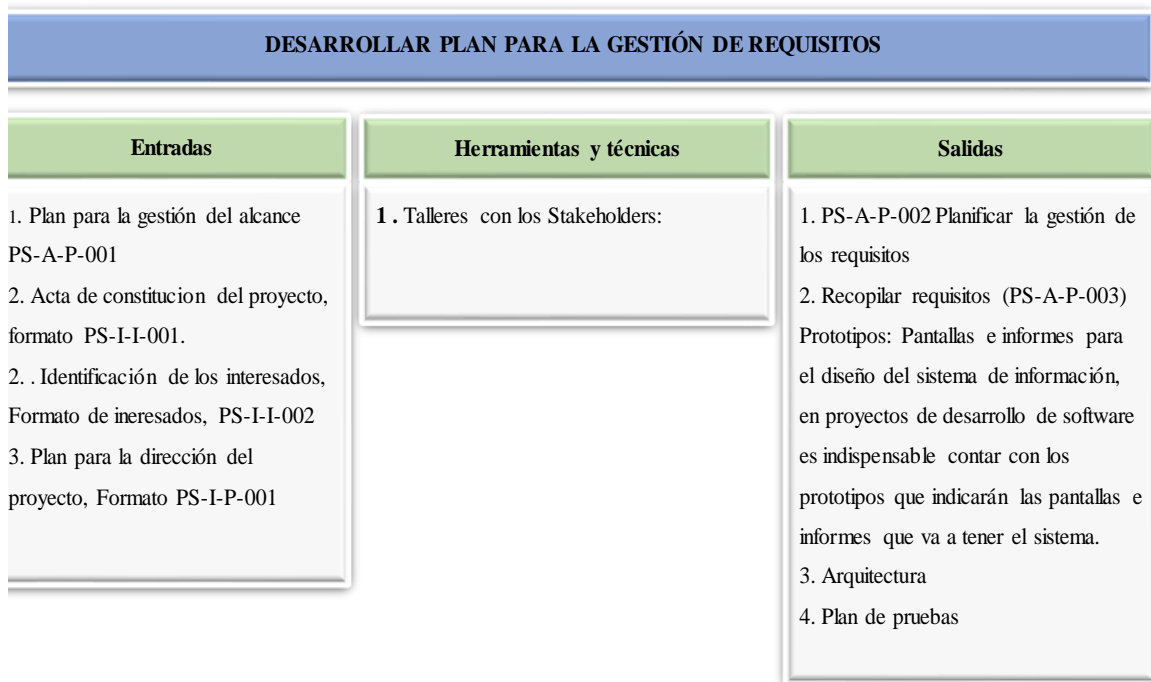 DESARROLLAR PLAN PARA LA GESTIÓN DE REQUISITOS
Entradas
1. Plan para la gestión del alcance
PS-A-P-001
2. Acta de constitucion del proyecto,
formato PS-I-I-001.
2. . Identificación de los interesados,
Formato de ineresados, PS-I-I-002
3. Plan para la dirección del
proyecto, Formato PS-I-P-001
Herramientas y técnicas
1 . Talleres con los Stakeholders:
Salidas
1. PS-A-P-002 Planificar la gestión de
los requisitos
2. Recopilar requisitos (PS-A-P-003)
Prototipos: Pantallas e informes para
el diseño del sistema de información,
en proyectos de desarrollo de software
es indispensable contar con los
prototipos que indicarán las pantallas e
informes que va a tener el sistema.
3. Arquitectura
4. Plan de pruebas